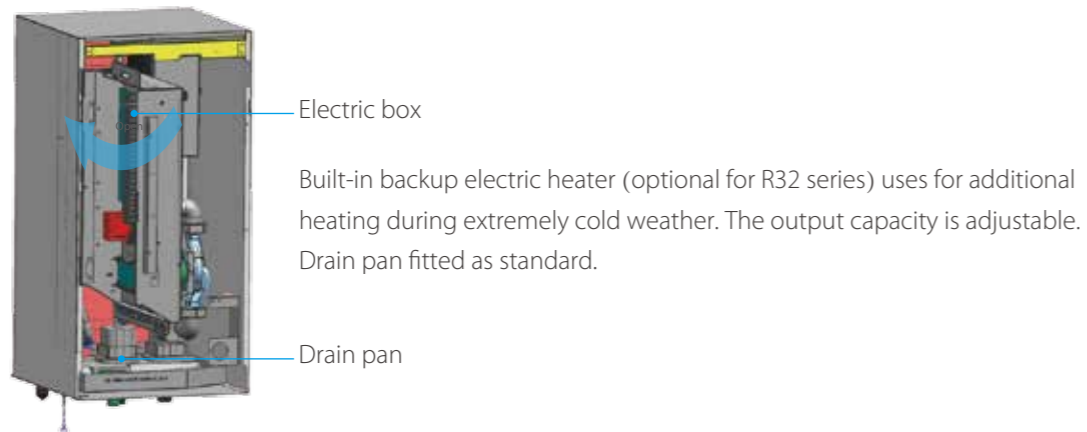 Electric box
Built-in backup electric heater (optional for R32 series) uses for additional
heating during extremely cold weather. The output capacity is adjustable.
Drain pan fitted as standard.
Drain pan